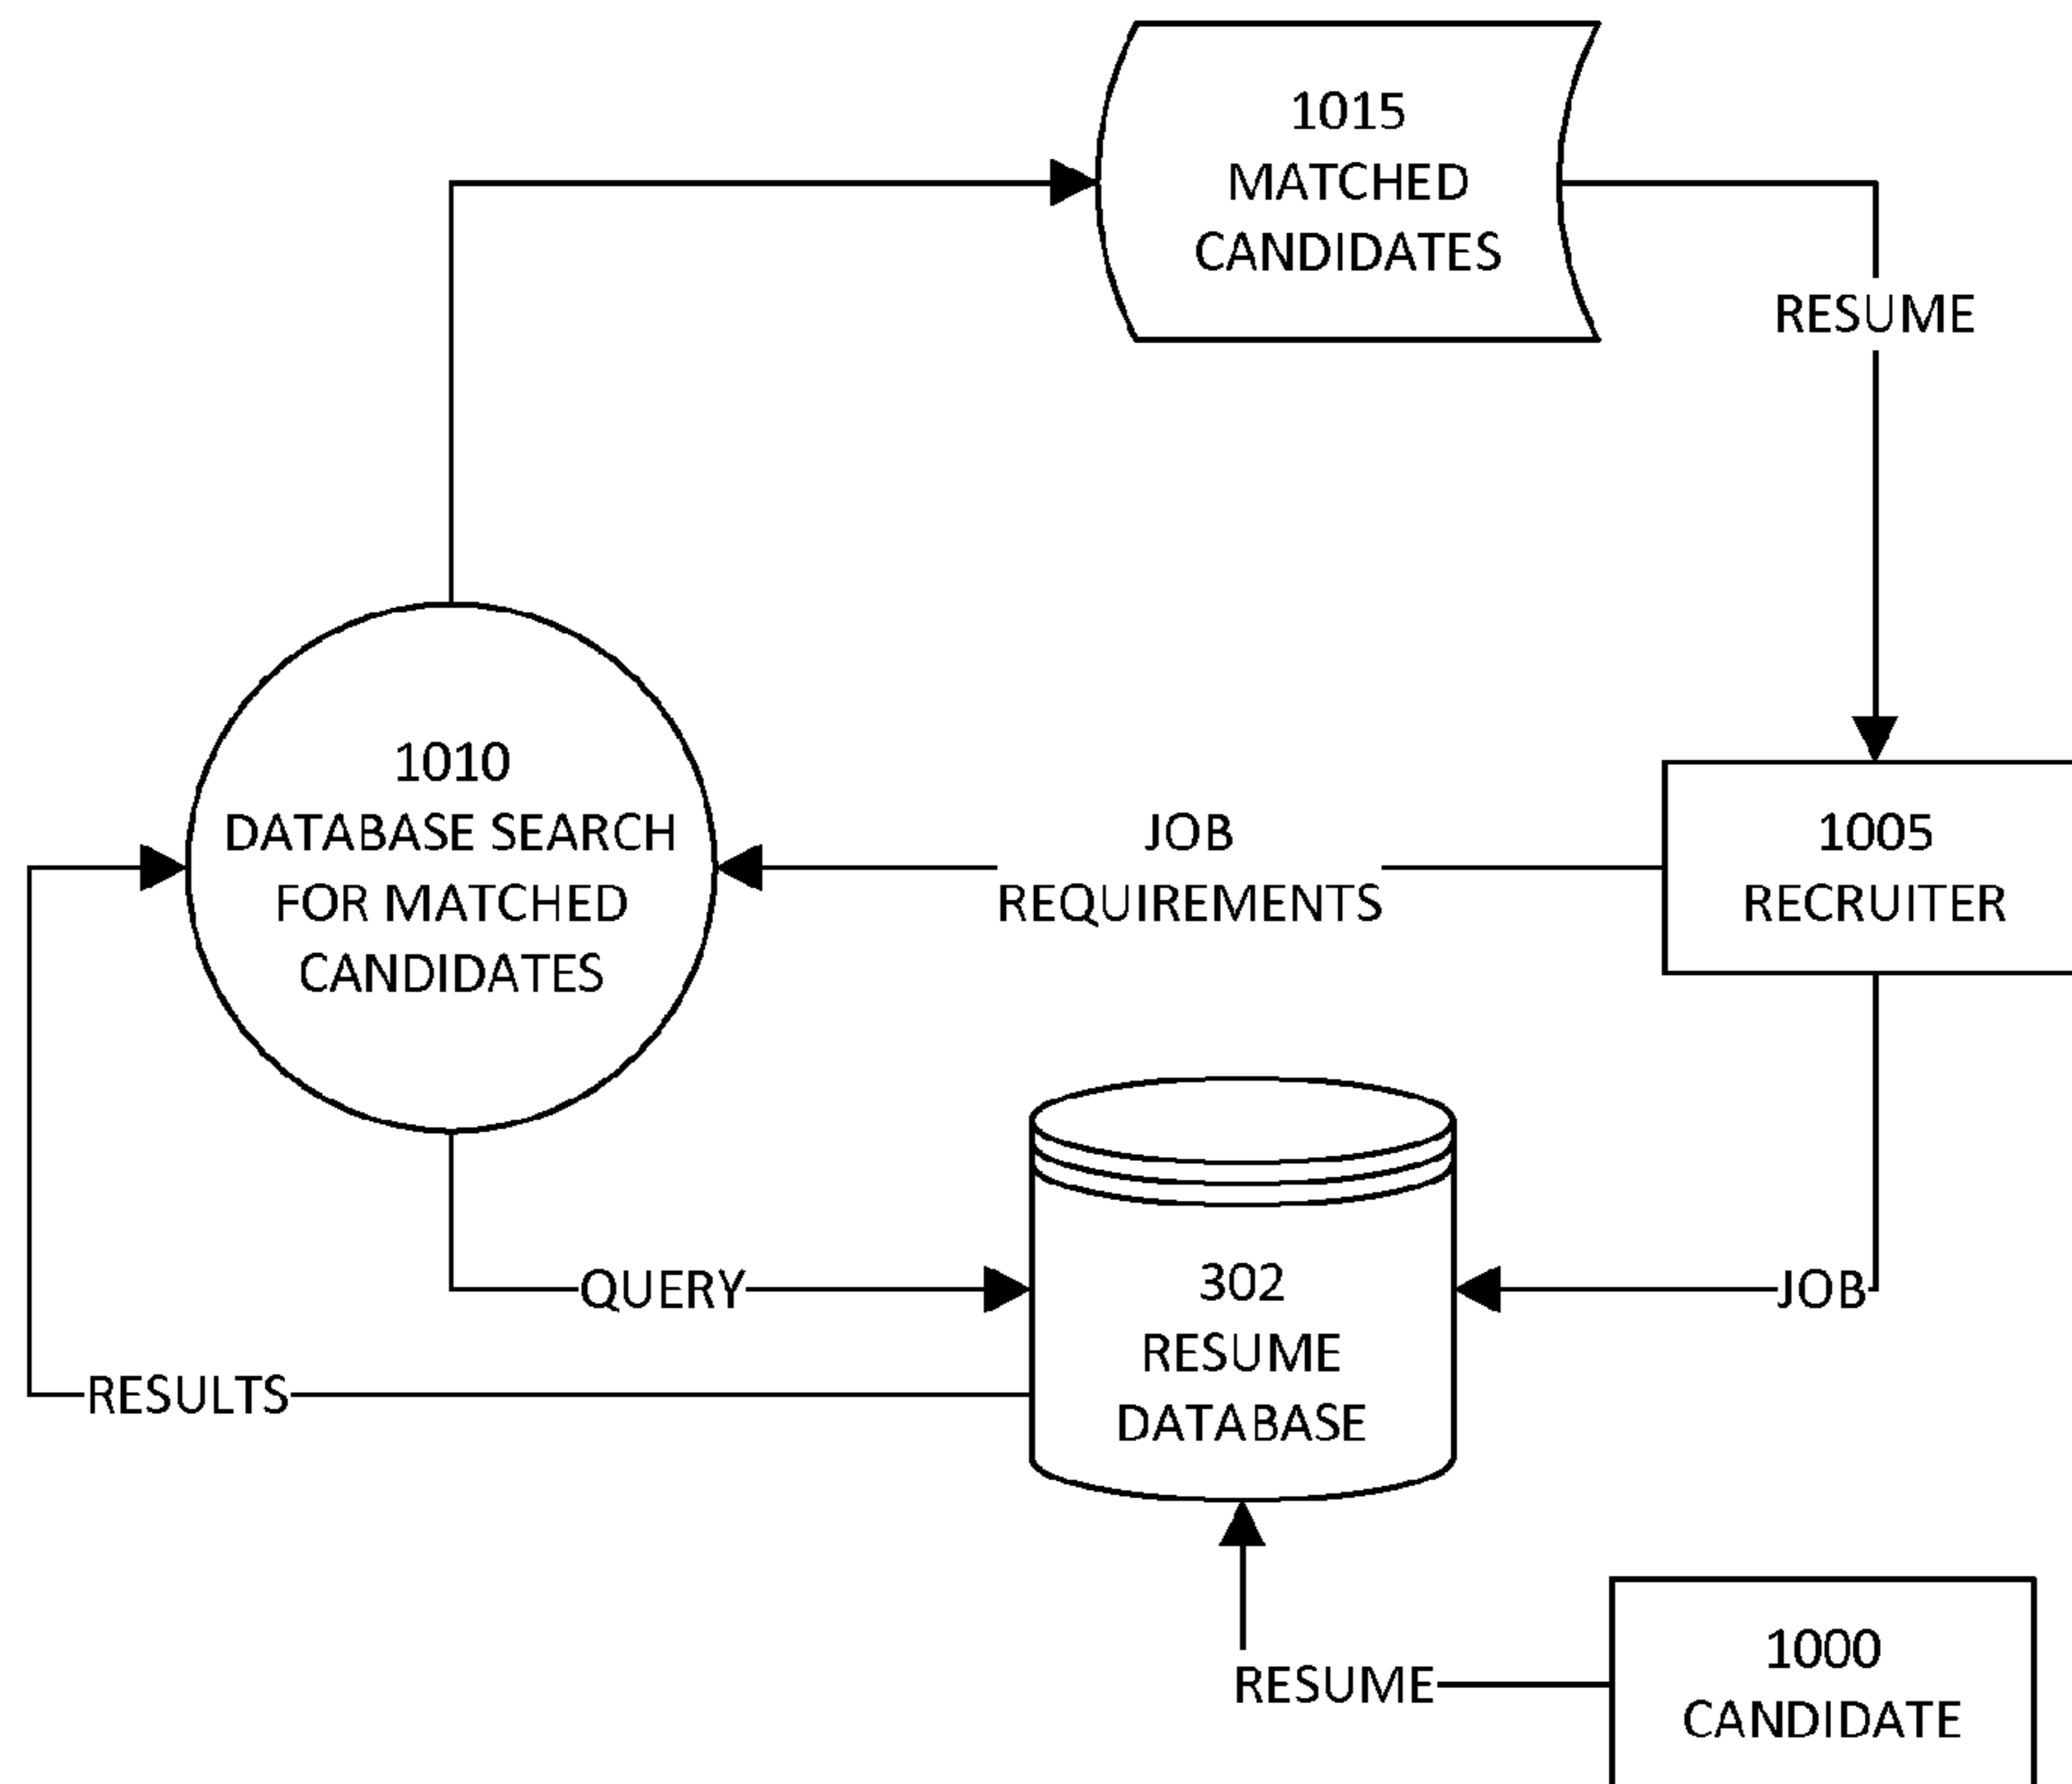 1015
MATCHED
CANDIDATES
RESUME
1010
DATABASE SEARCH
FOR MATCHED
CANDIDATES
JOB
REQUIREMENTS
1005
RECRUITER
QUERY
302
RESUME
DATABASE
JOB
RESULTS
RESUME
1000
CANDIDATE